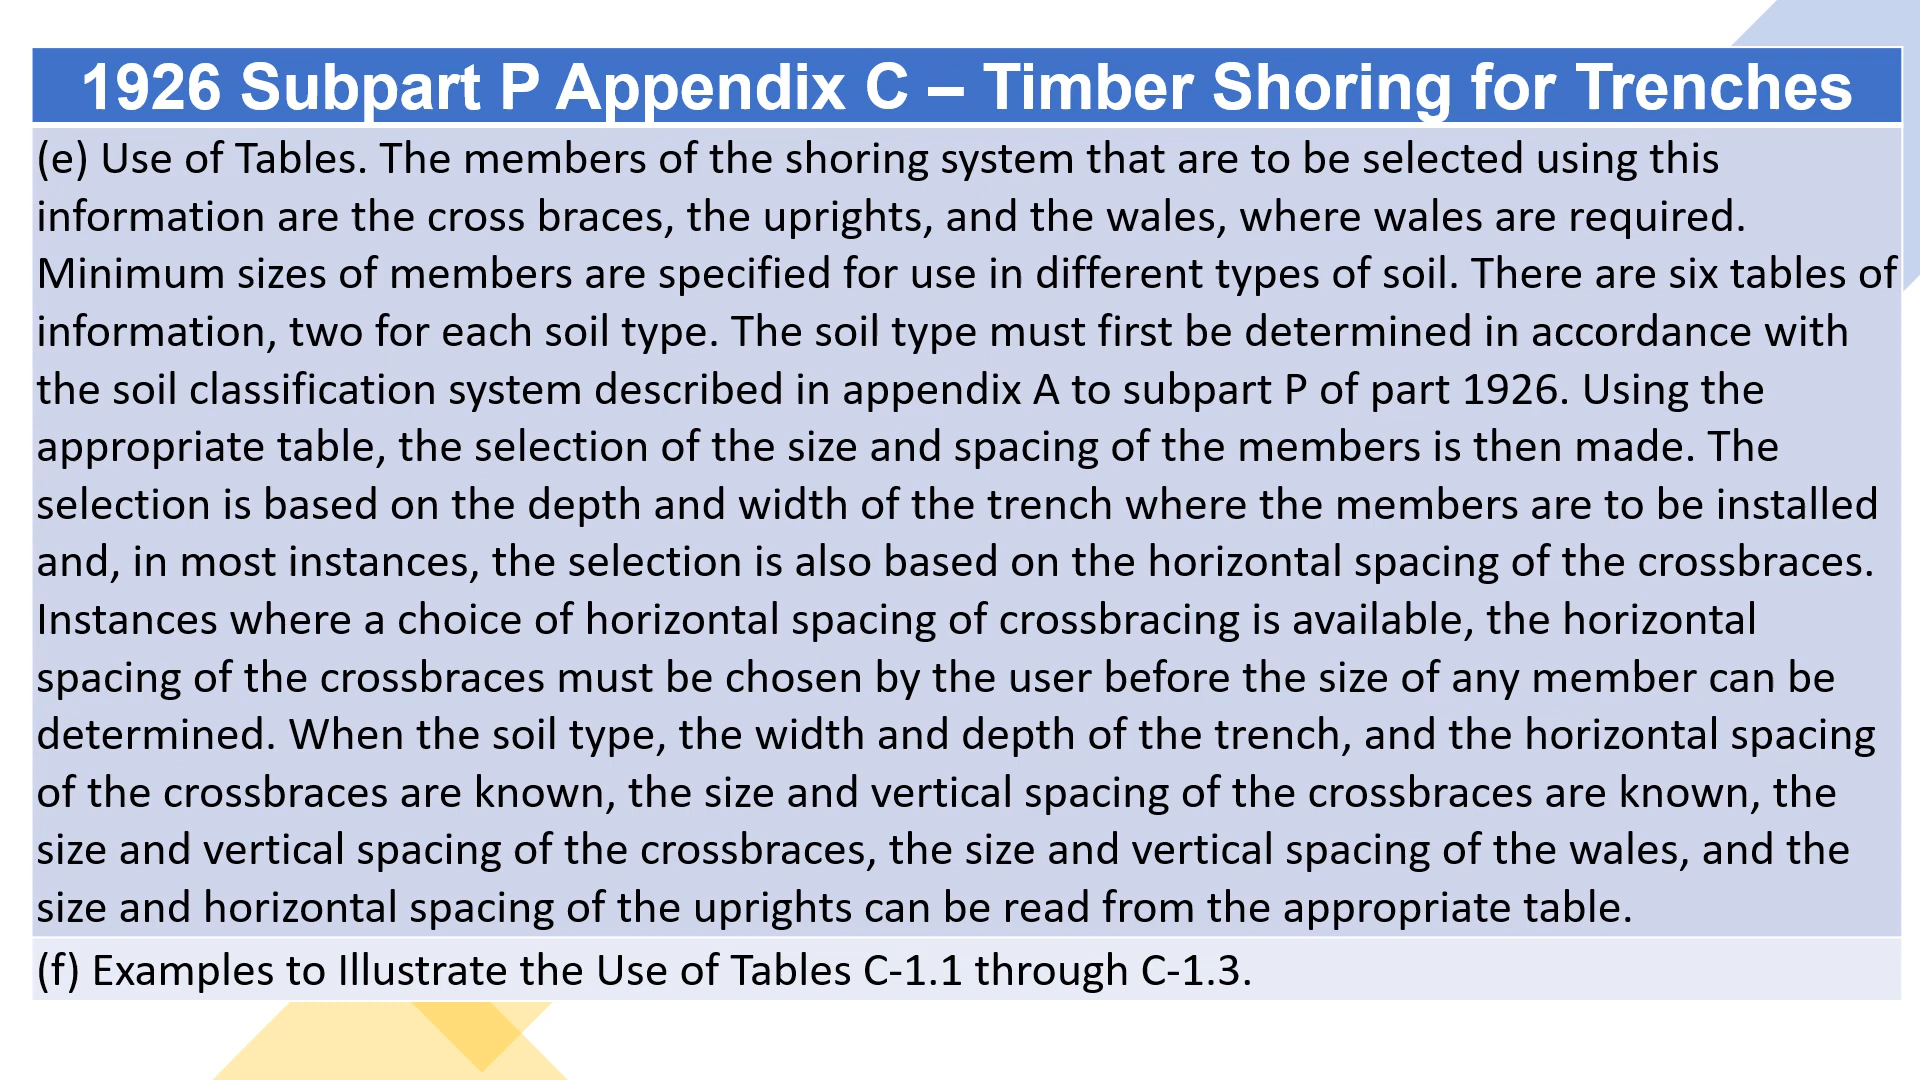 1926 Subpart P Appendix C – Timber Shoring for Trenches
(e) Use of Tables. The members of the shoring system that are to be selected using this
information are the cross braces, the uprights, and the wales, where wales are required.
Minimum sizes of members are specified for use in different types of soil. There are six tables of
information, two for each soil type. The soil type must first be determined in accordance with
the soil classification system described in appendix A to subpart P of part 1926. Using the
appropriate table, the selection of the size and spacing of the members is then made. The
selection is based on the depth and width of the trench where the members are to be installed
and, in most instances, the selection is also based on the horizontal spacing of the crossbraces.
Instances where a choice of horizontal spacing of crossbracing is available, the horizontal
spacing of the crossbraces must be chosen by the user before the size of any member can be
determined. When the soil type, the width and depth of the trench, and the horizontal spacing
of the crossbraces are known, the size and vertical spacing of the crossbraces are known, the
size and vertical spacing of the crossbraces, the size and vertical spacing of the wales, and the
size and horizontal spacing of the uprights can be read from the appropriate table.
(f) Examples to Illustrate the Use of Tables C-1.1 through C-1.3.